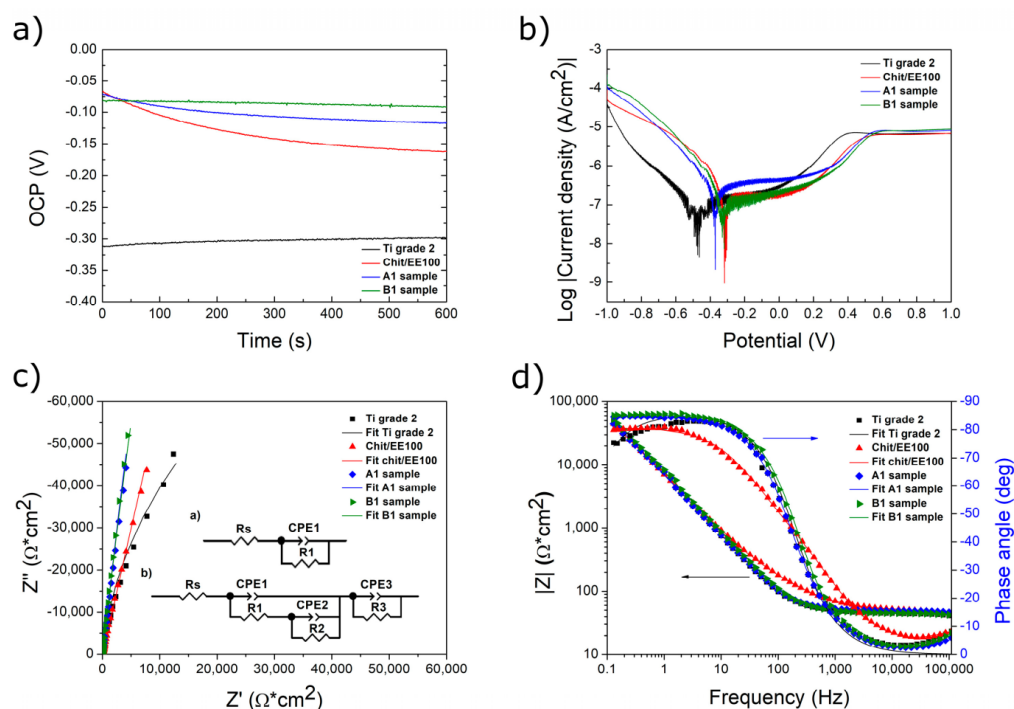 a)
0.00
-0.05
-0.10
-0.15
-0.20
-0.25
-0.30
-0.35
-0.40
OCP (V)
0 100 200 300 400 500 600
Time (s)
Ti grade 2
Chit/EE100
A1 sample
B1 sample
b)
-3
-4
-5
-6
-7
-8
-9
Log |Current density (A/cm²)|
-1.0 -0.8 -0.6 -0.4 -0.2 0.0 0.2 0.4 0.6 0.8 1.0
Potential (V)
Ti grade 2
Chit/EE100
A1 sample
B1 sample
c)
-60,000
-50,000
-40,000
-30,000
-20,000
-10,000
0
Z'' (Ω*cm²)
0 10,000 20,000 30,000 40,000 50,000 60,000
Z' (Ω*cm²)
Ti grade 2
Fit Ti grade 2
Chit/EE100
Fit chit/EE100
A1 sample
Fit A1 sample
B1 sample
Fit B1 sample
a)
Rs CPE1
R1
b)
Rs CPE1 CPE3
R1 CPE2 R3
R2
d)
100,000
10,000
1,000
100
10
|Z| (Ω*cm²)
0.1 1 10 100 1,000 10,000 100,000
Frequency (Hz)
-90
-80
-70
-60
-50
-40
-30
-20
-10
0
Phase angle (deg)
Ti grade 2
Fit Ti grade 2
Chit/EE100
Fit chit/EE100
A1 sample
Fit A1 sample
B1 sample
Fit B1 sample